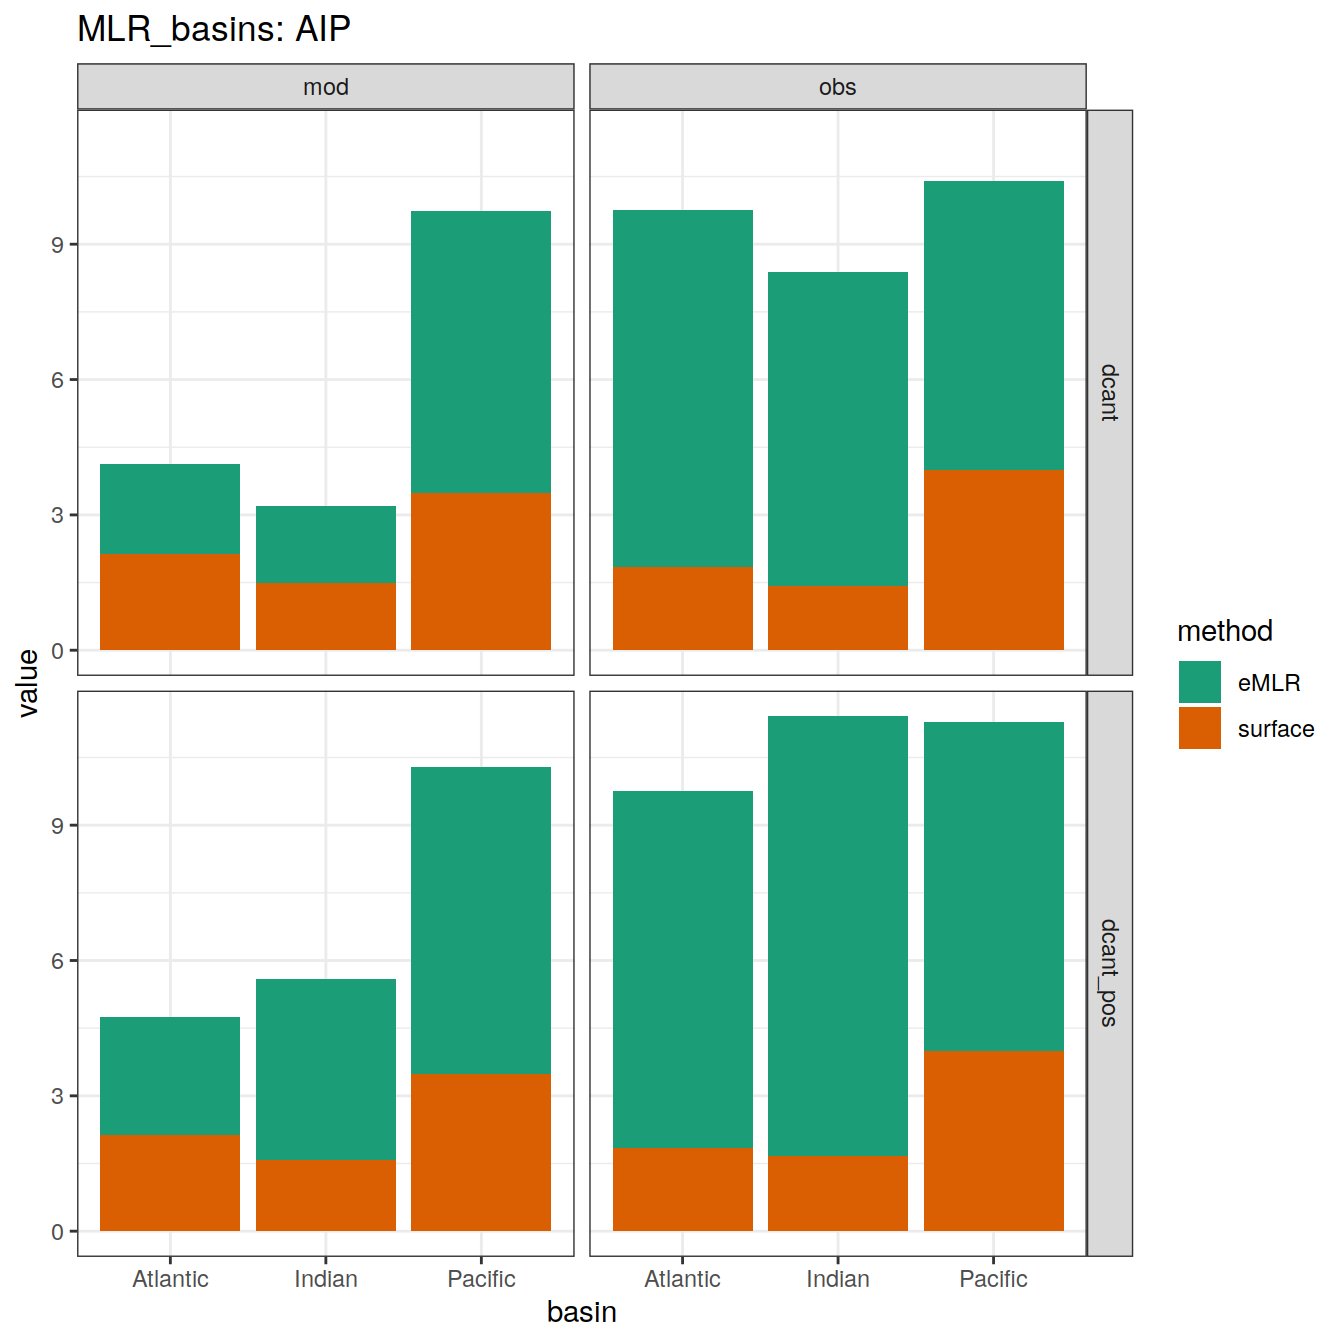 MLR_basins: AIP
mod
obs
9
6
3
0
dcant
9
6
3
0
dcant_pos
value
Atlantic
Indian
Pacific
Atlantic
Indian
Pacific
basin
method
eMLR
surface